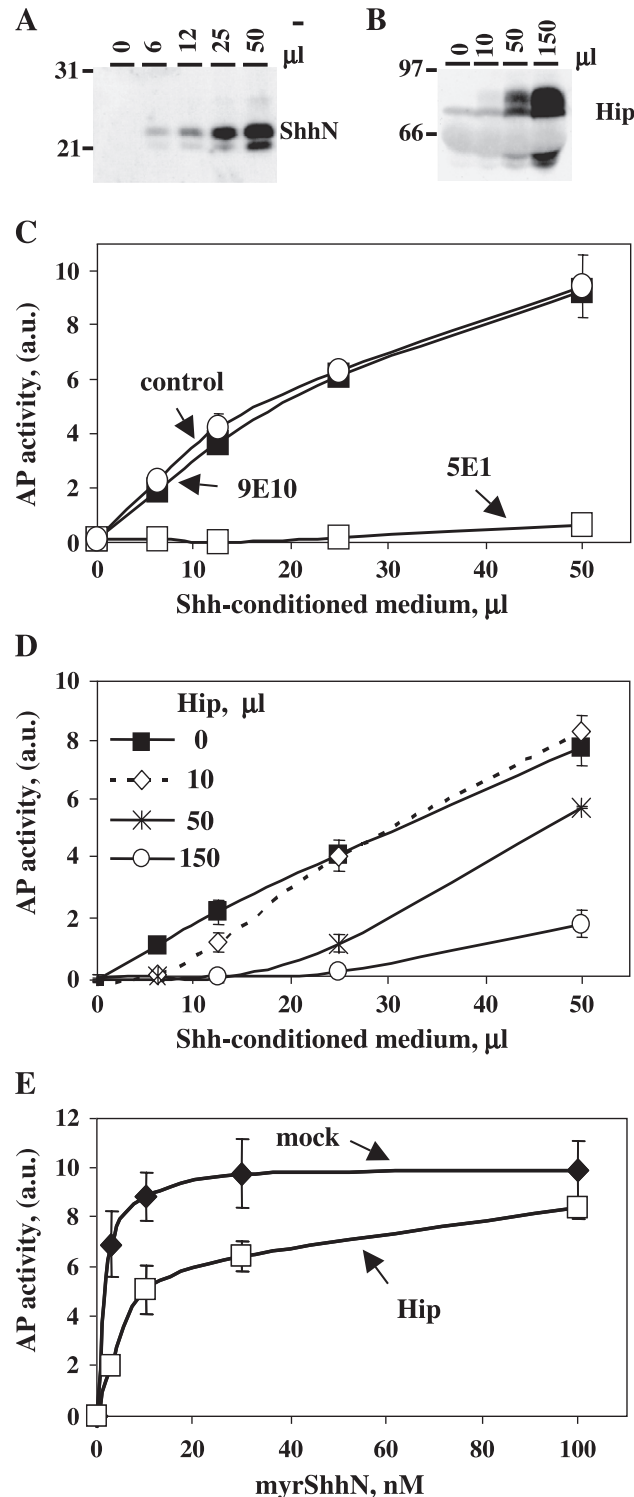 A
0 6 12 25 50 μl
31
21
ShhN
B
0 10 50 150 μl
97
66
Hip
C
AP activity, (a.u.)
10
8
6
4
2
0
control
9E10
5E1
0 10 20 30 40 50
Shh-conditioned medium, μl
D
AP activity, (a.u.)
10
8
6
4
2
0
Hip, μl
0
10
50
150
0 10 20 30 40 50
Shh-conditioned medium, μl
E
AP activity, (a.u.)
12
10
8
6
4
2
0
mock
Hip
0 20 40 60 80 100
myrShhN, nM